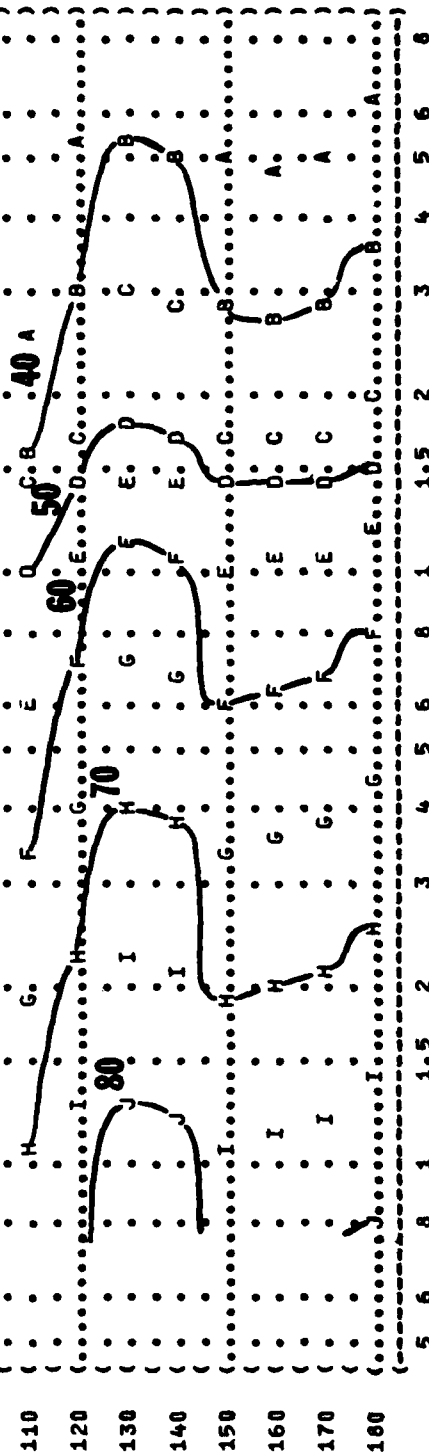 110 H G F E D C B A
40
50
60
120 I H G F E D C B A
70
80
130 J I H G F E D C B
140 J I H G F E D C B
150 I H G F E D C B A
160 I H G F E D C B A
170 I H G F E D C B A
180 J I H G F E D C B A
5 6 8 1 1.5 2 3 4 5 6 8 1 1.5 2 3 4 5 6 8